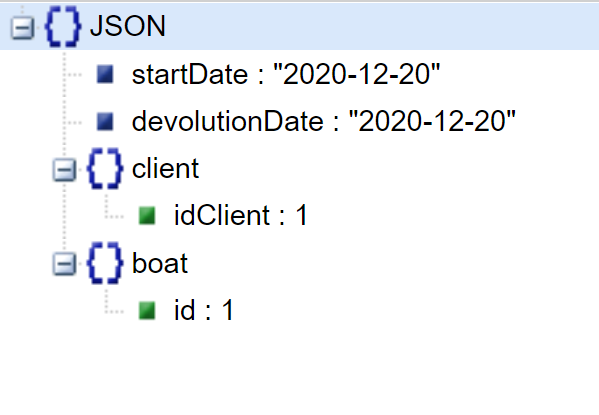 JSON
startDate : "2020-12-20"
devolutionDate : "2020-12-20"
client
idClient : 1
boat
id : 1